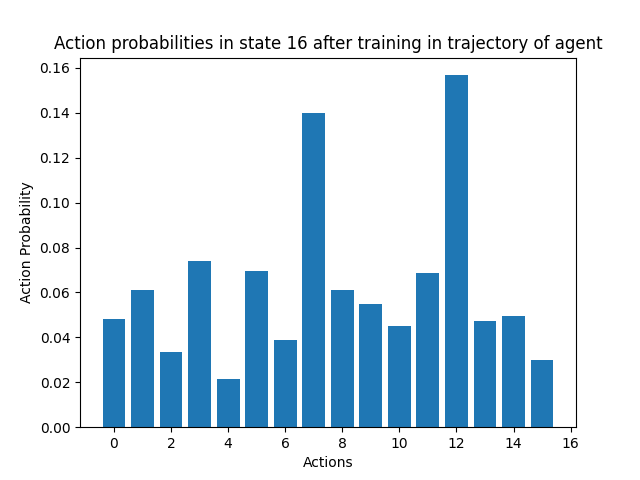 Action probabilities in state 16 after training in trajectory of agent
0.16
0.14
0.12
0.10
0.08
0.06
0.04
0.02
0.00
Action Probability
0 2 4 6 8 10 12 14 16
Actions